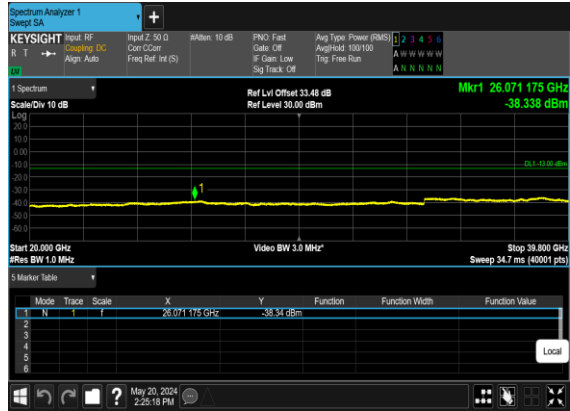 Spectrum Analyzer 1
Swept SA
KEYSIGHT Input: RF Input Z: 50 Ω #Atten: 10 dB PNO: Fast Avg Type: Power (RMS) 1 2 3 4 5 6
R T Coupling: DC Corr CCorr Gate: Off Avg|Hold: 100/100 A W W W W W
Align: Auto Freq Ref: Int (S) IF Gain: Low Trig: Free Run
Sig Track: Off A N N N N N
1 Spectrum Ref Lvl Offset 33.48 dB Mkr1 26.071 175 GHz
Scale/Div 10 dB Ref Level 30.00 dBm -38.338 dBm
Log
20.0
10.0
0.00
-10.0 DL1 -13.00 dBm
-20.0
-30.0 1
-40.0
-50.0
-60.0
Start 20.000 GHz Video BW 3.0 MHz* Stop 39.800 GHz
#Res BW 1.0 MHz Sweep 34.7 ms (40001 pts)
5 Marker Table
Mode Trace Scale X Y Function Function Width Function Value
1 N 1 f 26.071 175 GHz -38.34 dBm
2
3
4
5
6
Local
? May 20, 2024
2:25:18 PM